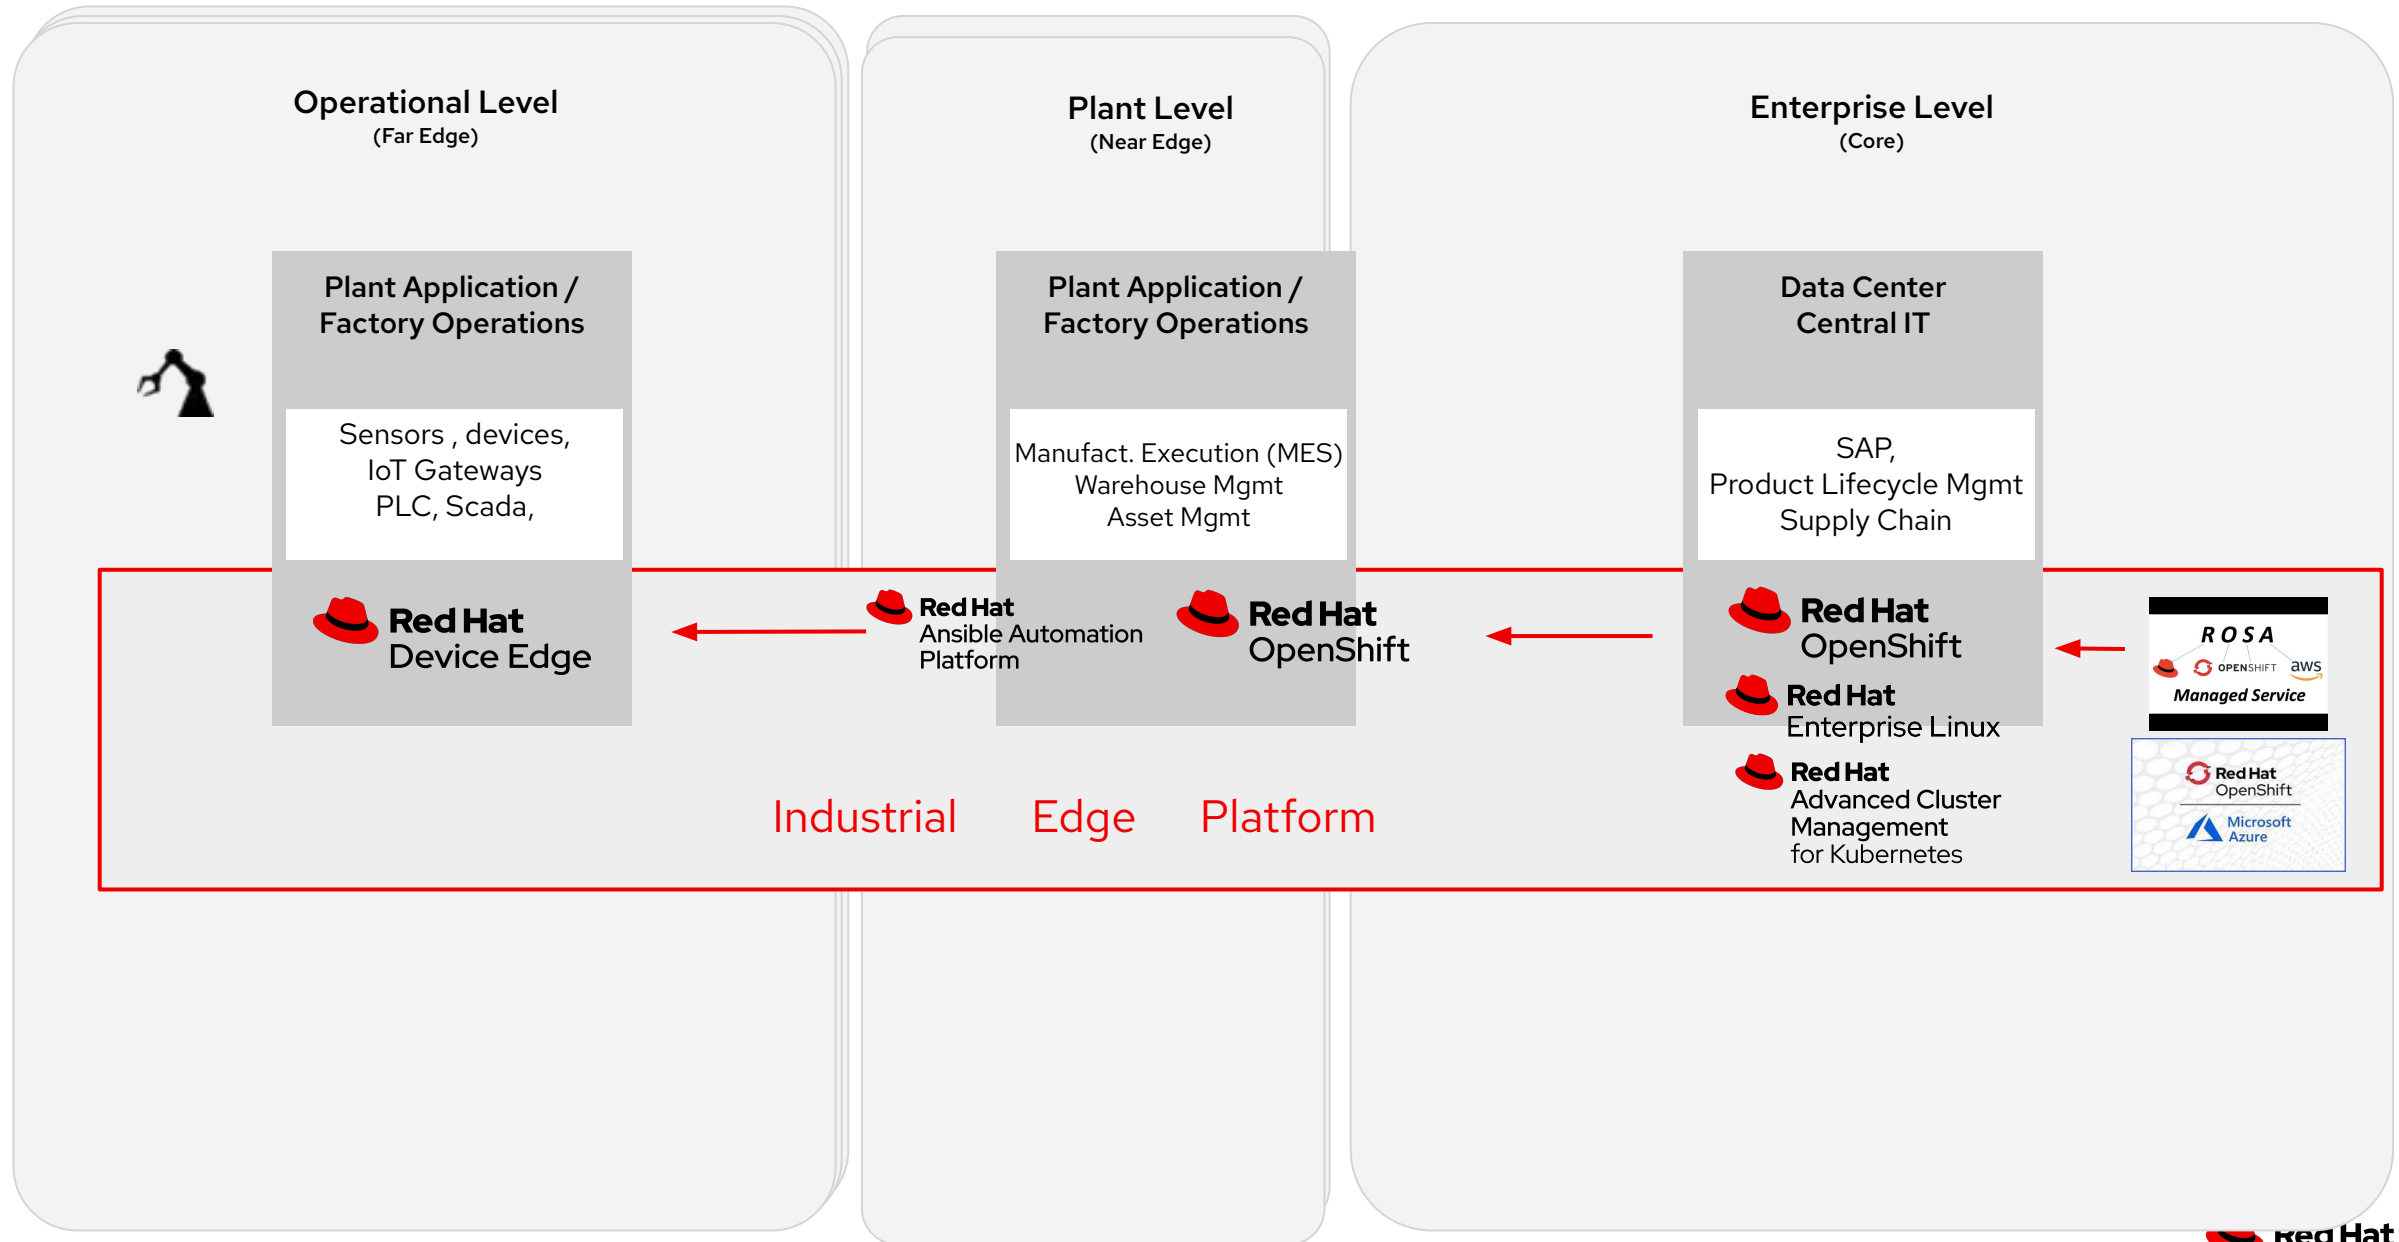 Operational Level
(Far Edge)
Plant Application /
Factory Operations
Sensors , devices,
IoT Gateways
PLC, Scada,
Red Hat
Device Edge
Plant Level
(Near Edge)
Plant Application /
Factory Operations
Manufact. Execution (MES)
Warehouse Mgmt
Asset Mgmt
Red Hat
Ansible Automation
Platform
Red Hat
OpenShift
Enterprise Level
(Core)
Data Center
Central IT
SAP,
Product Lifecycle Mgmt
Supply Chain
Red Hat
OpenShift
Red Hat
Enterprise Linux
Red Hat
Advanced Cluster
Management
for Kubernetes
ROSA
OPENSHIFT aws
Managed Service
Red Hat
OpenShift
Microsoft
Azure
Industrial Edge Platform
Red Hat